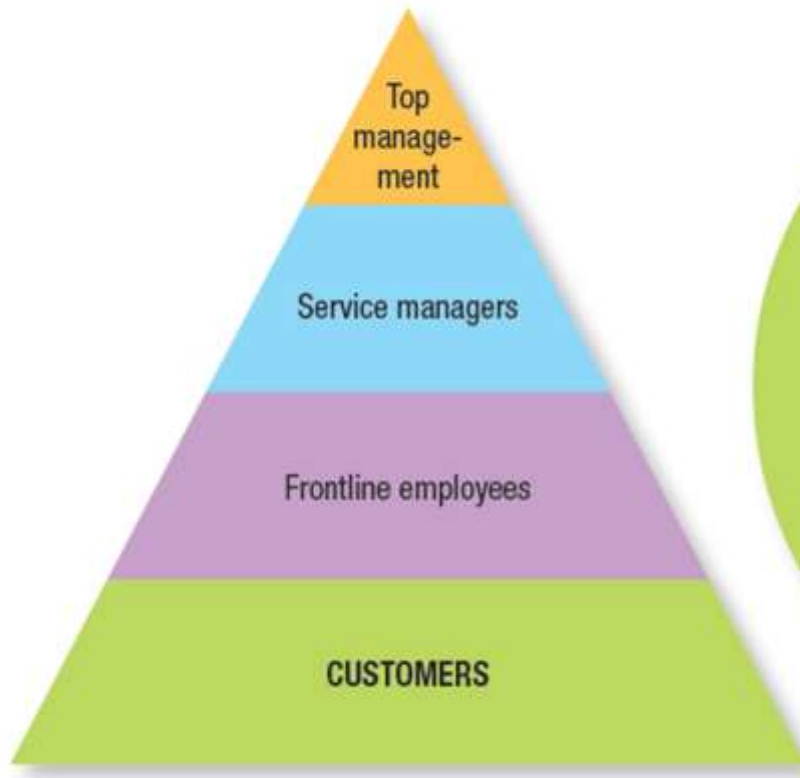 Top
manage-
ment
Service managers
Frontline employees
CUSTOMERS